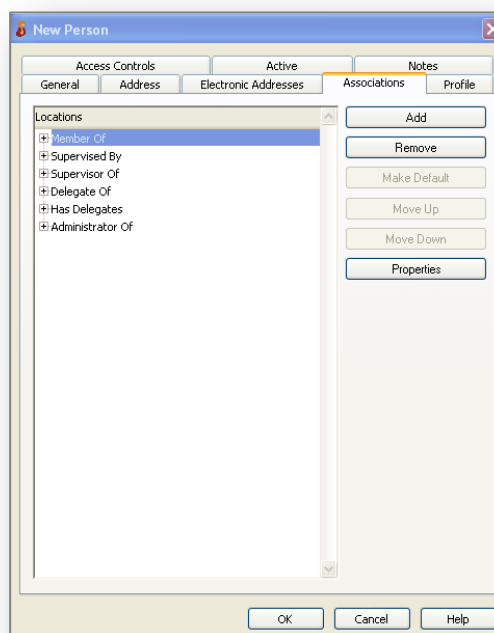 New Person
Access Controls Active Notes
General Address Electronic Addresses Associations Profile
Locations
Member Of
Supervised By
Supervisor Of
Delegate Of
Has Delegates
Administrator Of
Add
Remove
Make Default
Move Up
Move Down
Properties
OK Cancel Help